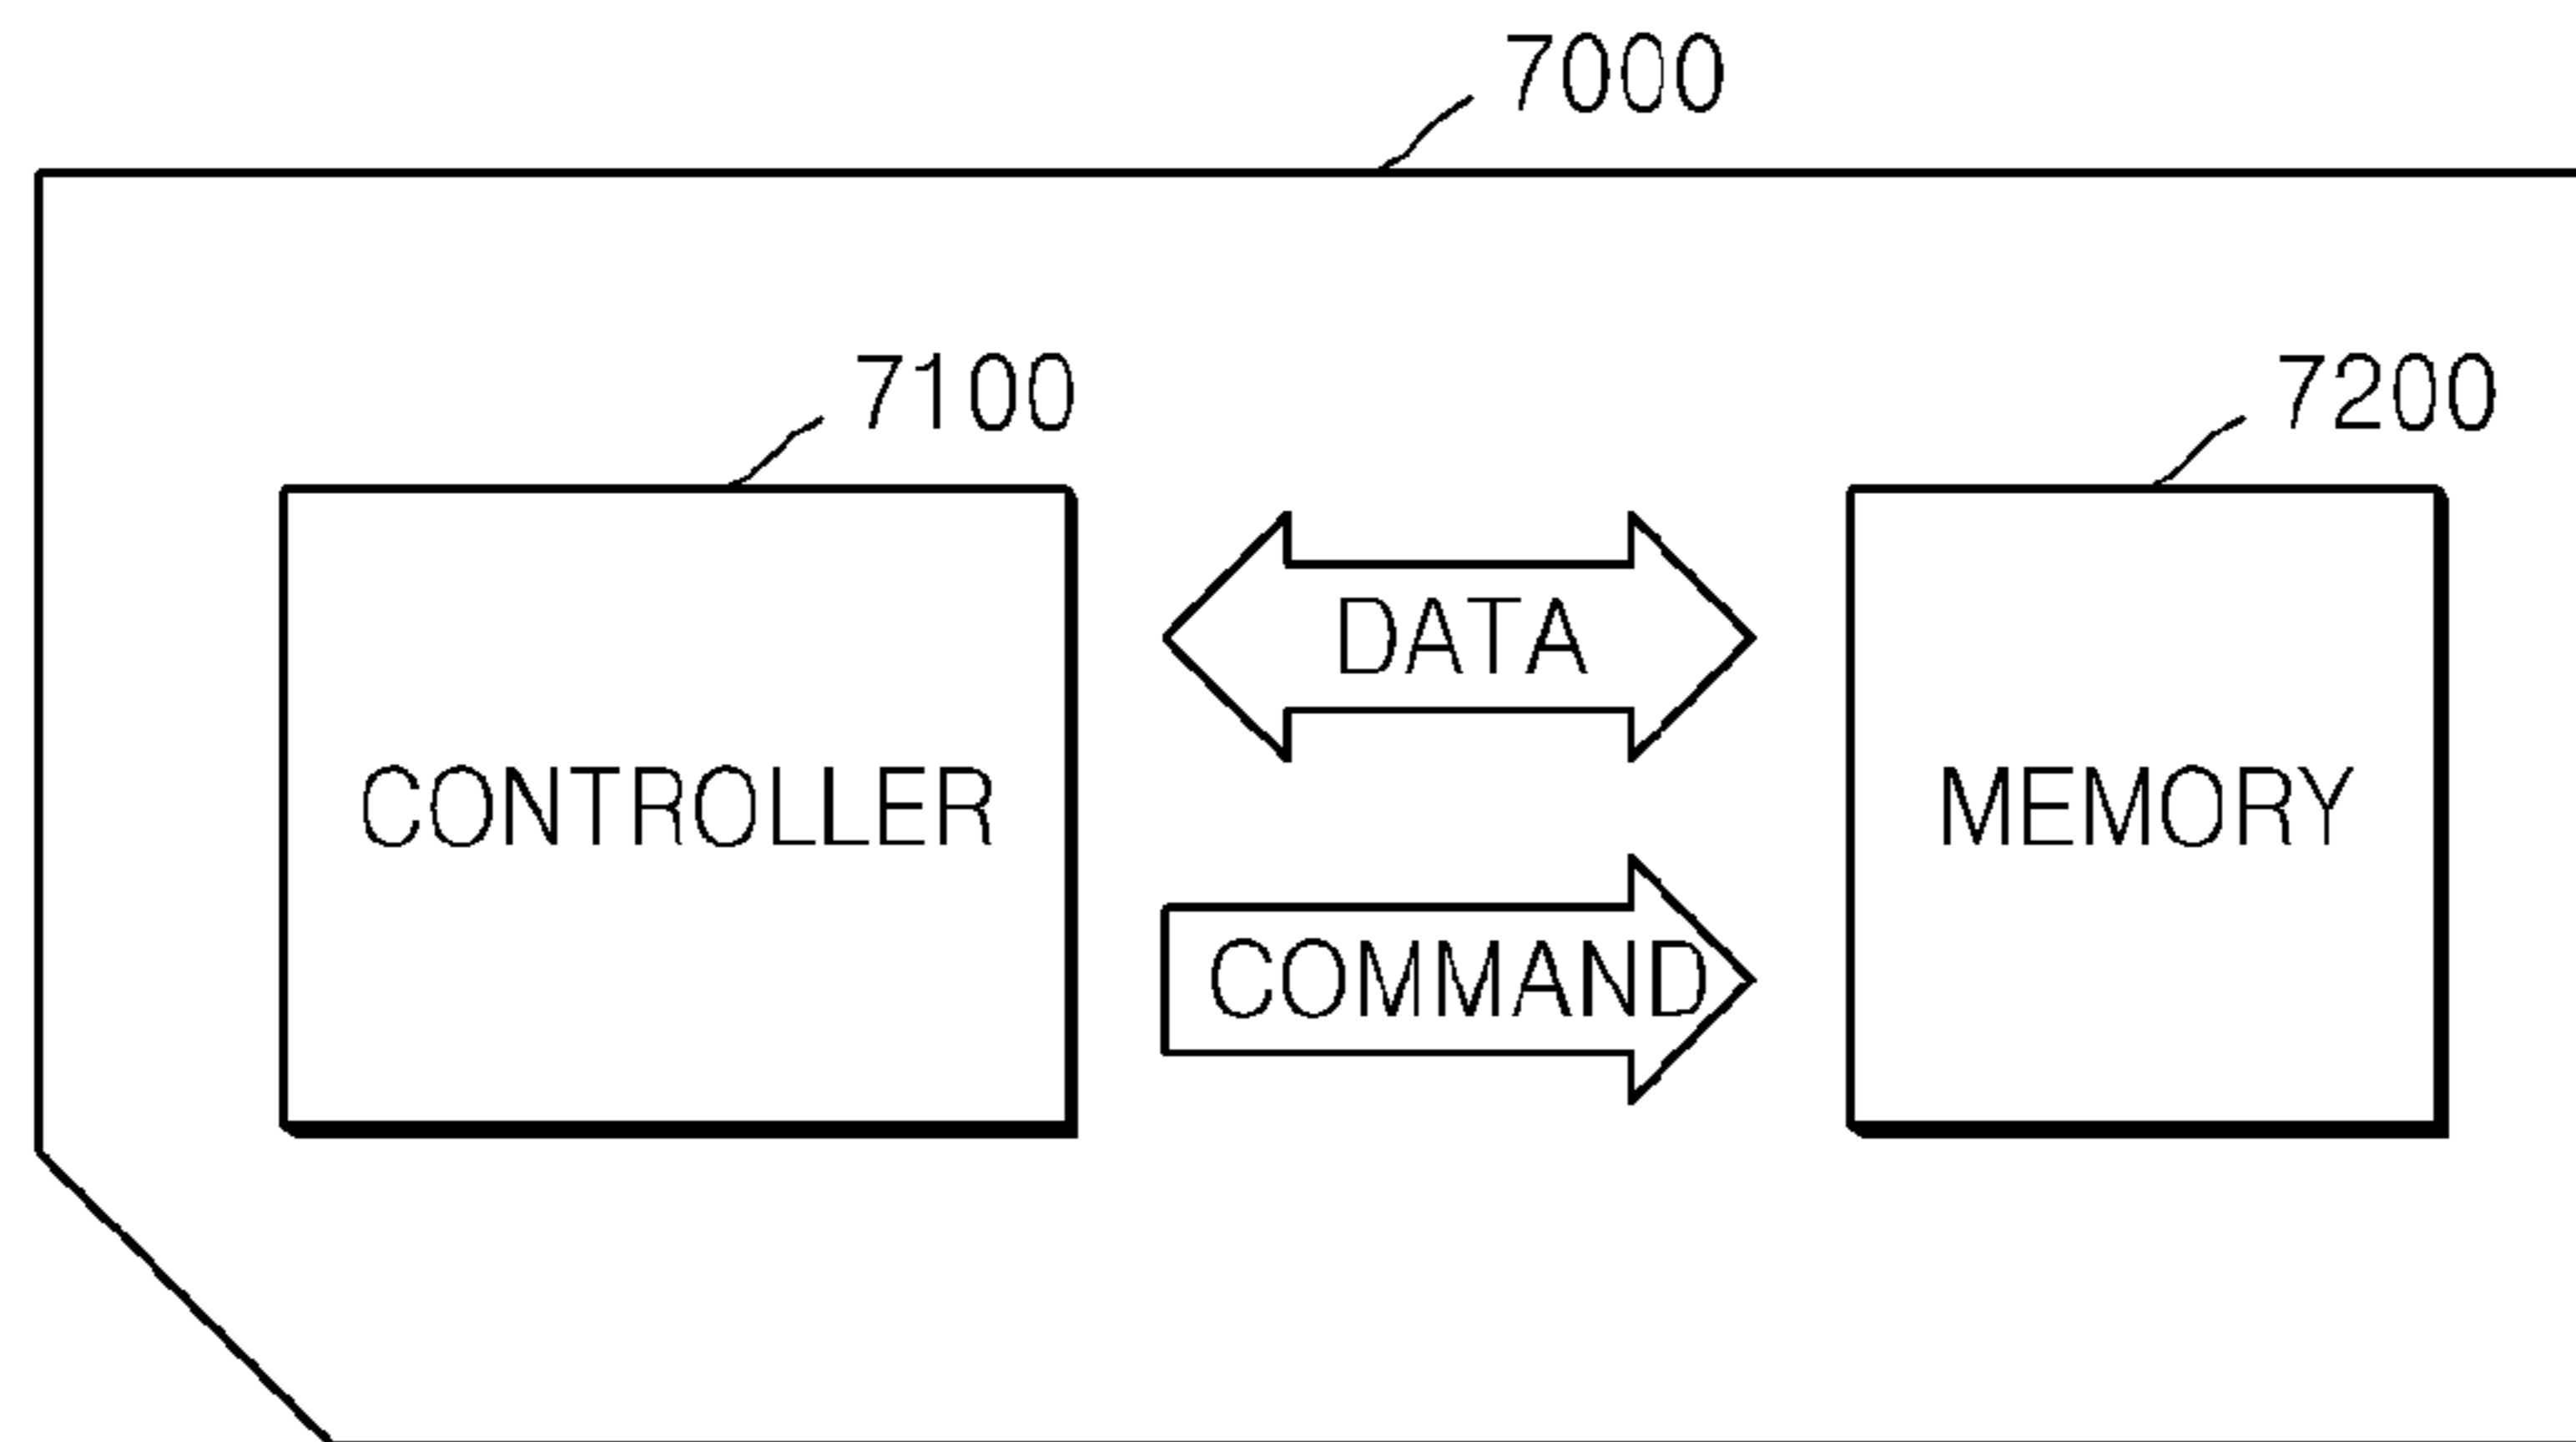 7000
7100
7200
DATA
CONTROLLER
MEMORY
COMMAND